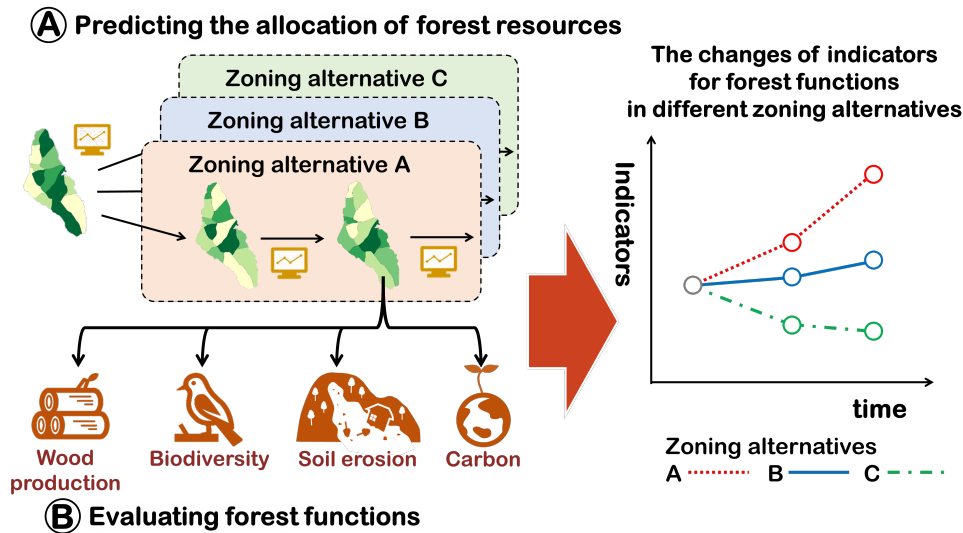 A Predicting the allocation of forest resources
Zoning alternative C
Zoning alternative B
Zoning alternative A
Wood
production
Biodiversity
Soil erosion
Carbon
B Evaluating forest functions
The changes of indicators
for forest functions
in different zoning alternatives
Indicators
time
Zoning alternatives
A B C